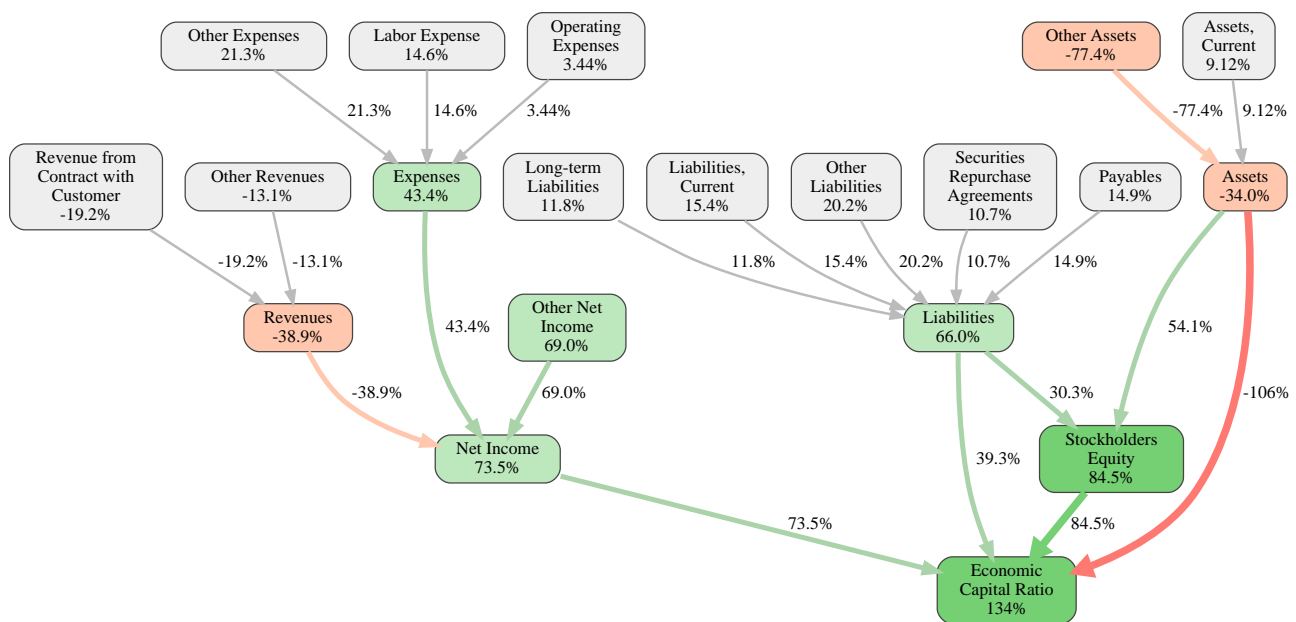 Other Expenses
21.3%
Labor Expense
14.6%
Operating
Expenses
3.44%
Other Assets
-77.4%
Assets,
Current
9.12%
21.3%
14.6%
3.44%
-77.4%
9.12%
Revenue from
Contract with
Customer
-19.2%
Other Revenues
-13.1%
Expenses
43.4%
Long-term
Liabilities
11.8%
Liabilities,
Current
15.4%
Other
Liabilities
20.2%
Securities
Repurchase
Agreements
10.7%
Payables
14.9%
Assets
-34.0%
-19.2%
-13.1%
11.8%
15.4%
20.2%
10.7%
14.9%
Revenues
-38.9%
43.4%
Other Net
Income
69.0%
Liabilities
66.0%
54.1%
-38.9%
69.0%
30.3%
-106%
Net Income
73.5%
39.3%
Stockholders
Equity
84.5%
73.5%
84.5%
Economic
Capital Ratio
134%